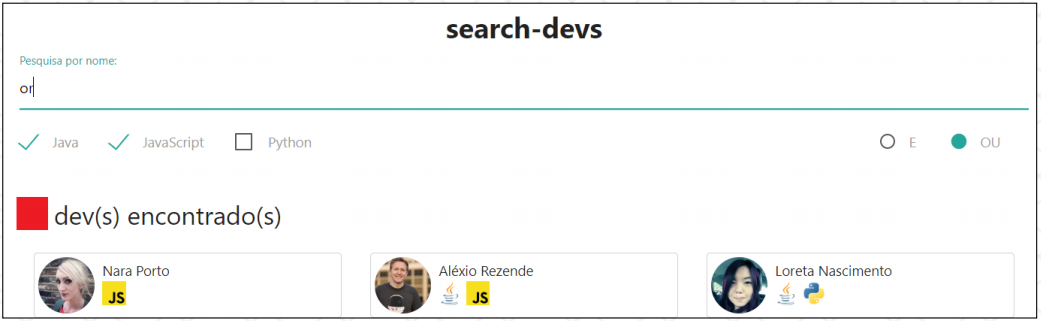 search-devs
Pesquisa por nome:
or
Java JavaScript Python E OU
dev(s) encontrado(s)
Nara Porto Aléxio Rezende Loreta Nascimento
JS JS